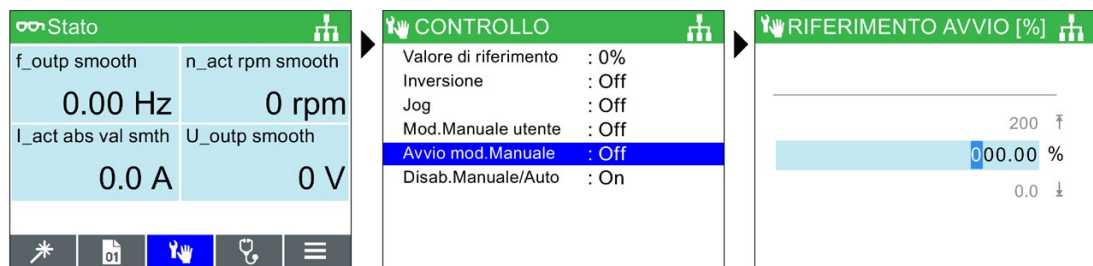 Stato
f_outp smooth
n_act rpm smooth
0.00 Hz
0 rpm
I_act abs val smth
U_outp smooth
0.0 A
0 V
01
CONTROLLO
Valore di riferimento : 0%
Inversione : Off
Jog : Off
Mod.Manuale utente : Off
Avvio mod.Manuale : Off
Disab.Manuale/Auto : On
RIFERIMENTO AVVIO [%]
200
000.00 %
0.0